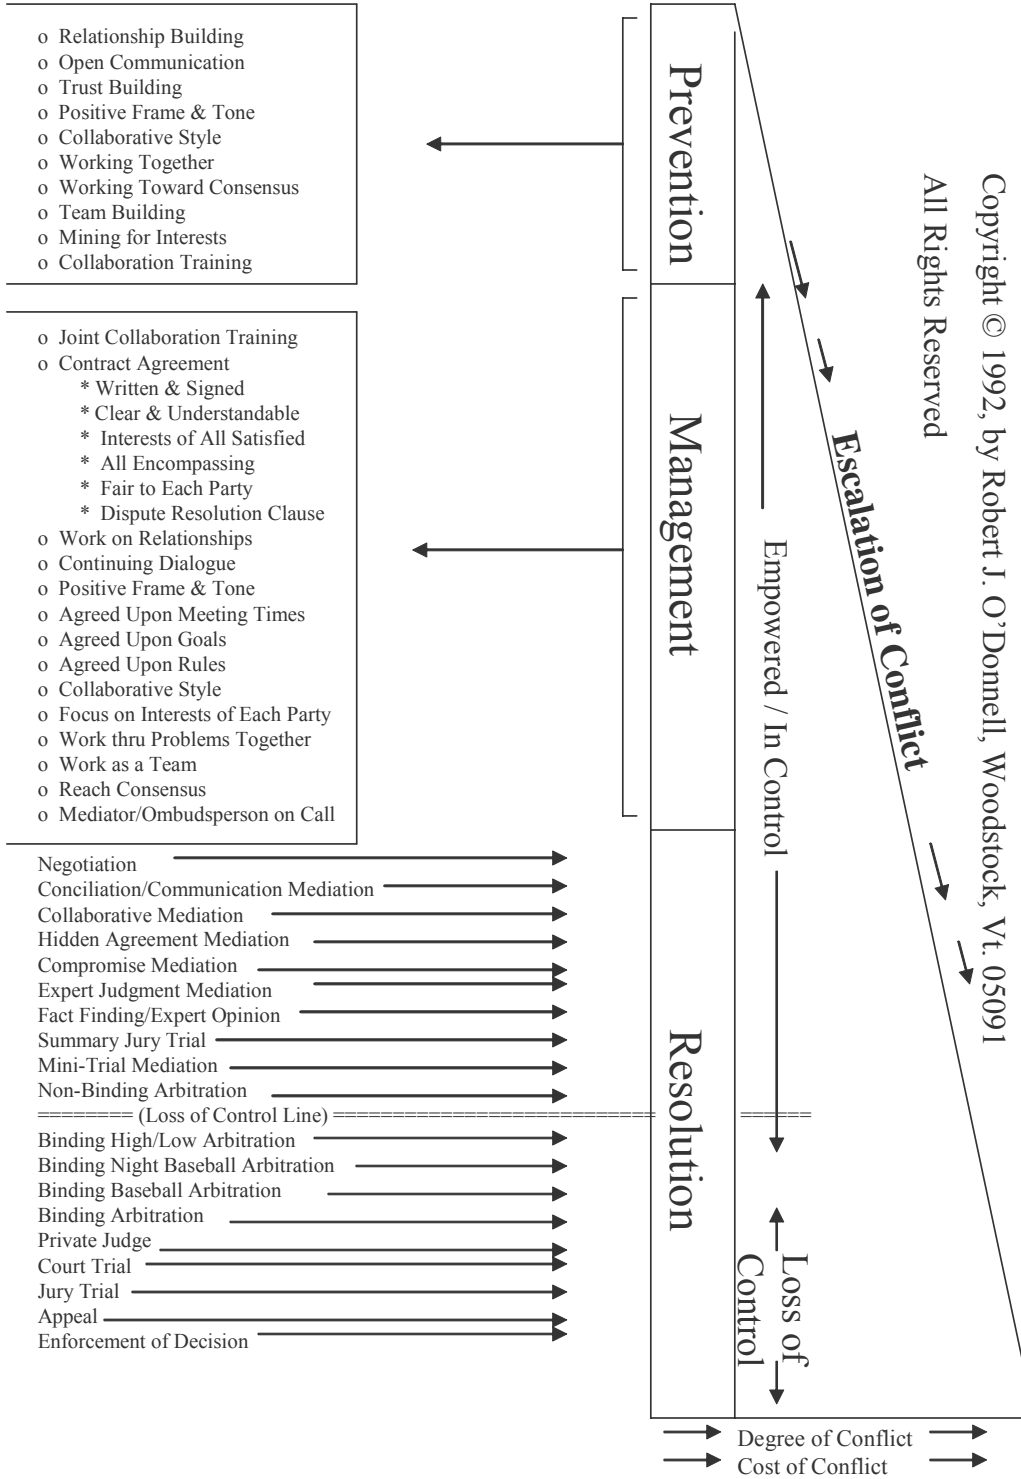 o Relationship Building
o Open Communication
o Trust Building
o Positive Frame & Tone
o Collaborative Style
o Working Together
o Working Toward Consensus
o Team Building
o Mining for Interests
o Collaboration Training
o Joint Collaboration Training
o Contract Agreement
* Written & Signed
* Clear & Understandable
* Interests of All Satisfied
* All Encompassing
* Fair to Each Party
* Dispute Resolution Clause
o Work on Relationships
o Continuing Dialogue
o Positive Frame & Tone
o Agreed Upon Meeting Times
o Agreed Upon Goals
o Agreed Upon Rules
o Collaborative Style
o Focus on Interests of Each Party
o Work thru Problems Together
o Work as a Team
o Reach Consensus
o Mediator/Ombudsperson on Call
Negotiation
Conciliation/Communication Mediation
Collaborative Mediation
Hidden Agreement Mediation
Compromise Mediation
Expert Judgment Mediation
Fact Finding/Expert Opinion
Summary Jury Trial
Mini-Trial Mediation
Non-Binding Arbitration
======== (Loss of Control Line) =========================== ======
Binding High/Low Arbitration
Binding Night Baseball Arbitration
Binding Baseball Arbitration
Binding Arbitration
Private Judge
Court Trial
Jury Trial
Appeal
Enforcement of Decision
Prevention
Management
Resolution
Empowered / In Control
Loss of
Control
Escalation of Conflict
Copyright © 1992, by Robert J. O’Donnell, Woodstock, Vt. 05091
All Rights Reserved
Degree of Conflict
Cost of Conflict